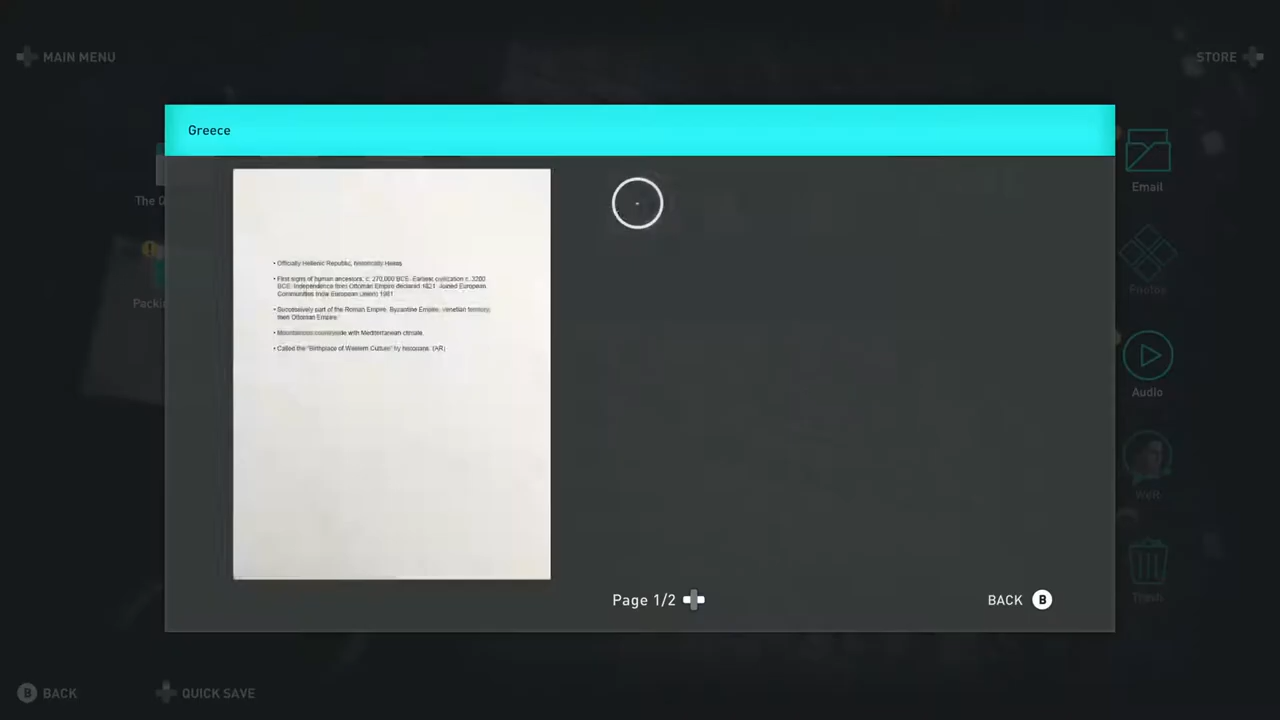 MAIN MENU
STORE
Greece
Email
The
• Officially Hellenic Republic, historically Hellas.
• First signs of human ancestors, c. 270,000 BCE. Earliest civilization c. 3200
BCE. Independence from Ottoman Empire declared 1821. Joined European
Communities (now European Union) 1981
• Successively part of the Roman Empire, Byzantine Empire, Venetian territory,
then Ottoman Empire.
• Mountainous countryside with Mediterranean climate.
• Called the "Birthplace of Western Culture" by historians. (AR)
Photos
Audio
Trash
Page 1/2
BACK B
B BACK
QUICK SAVE